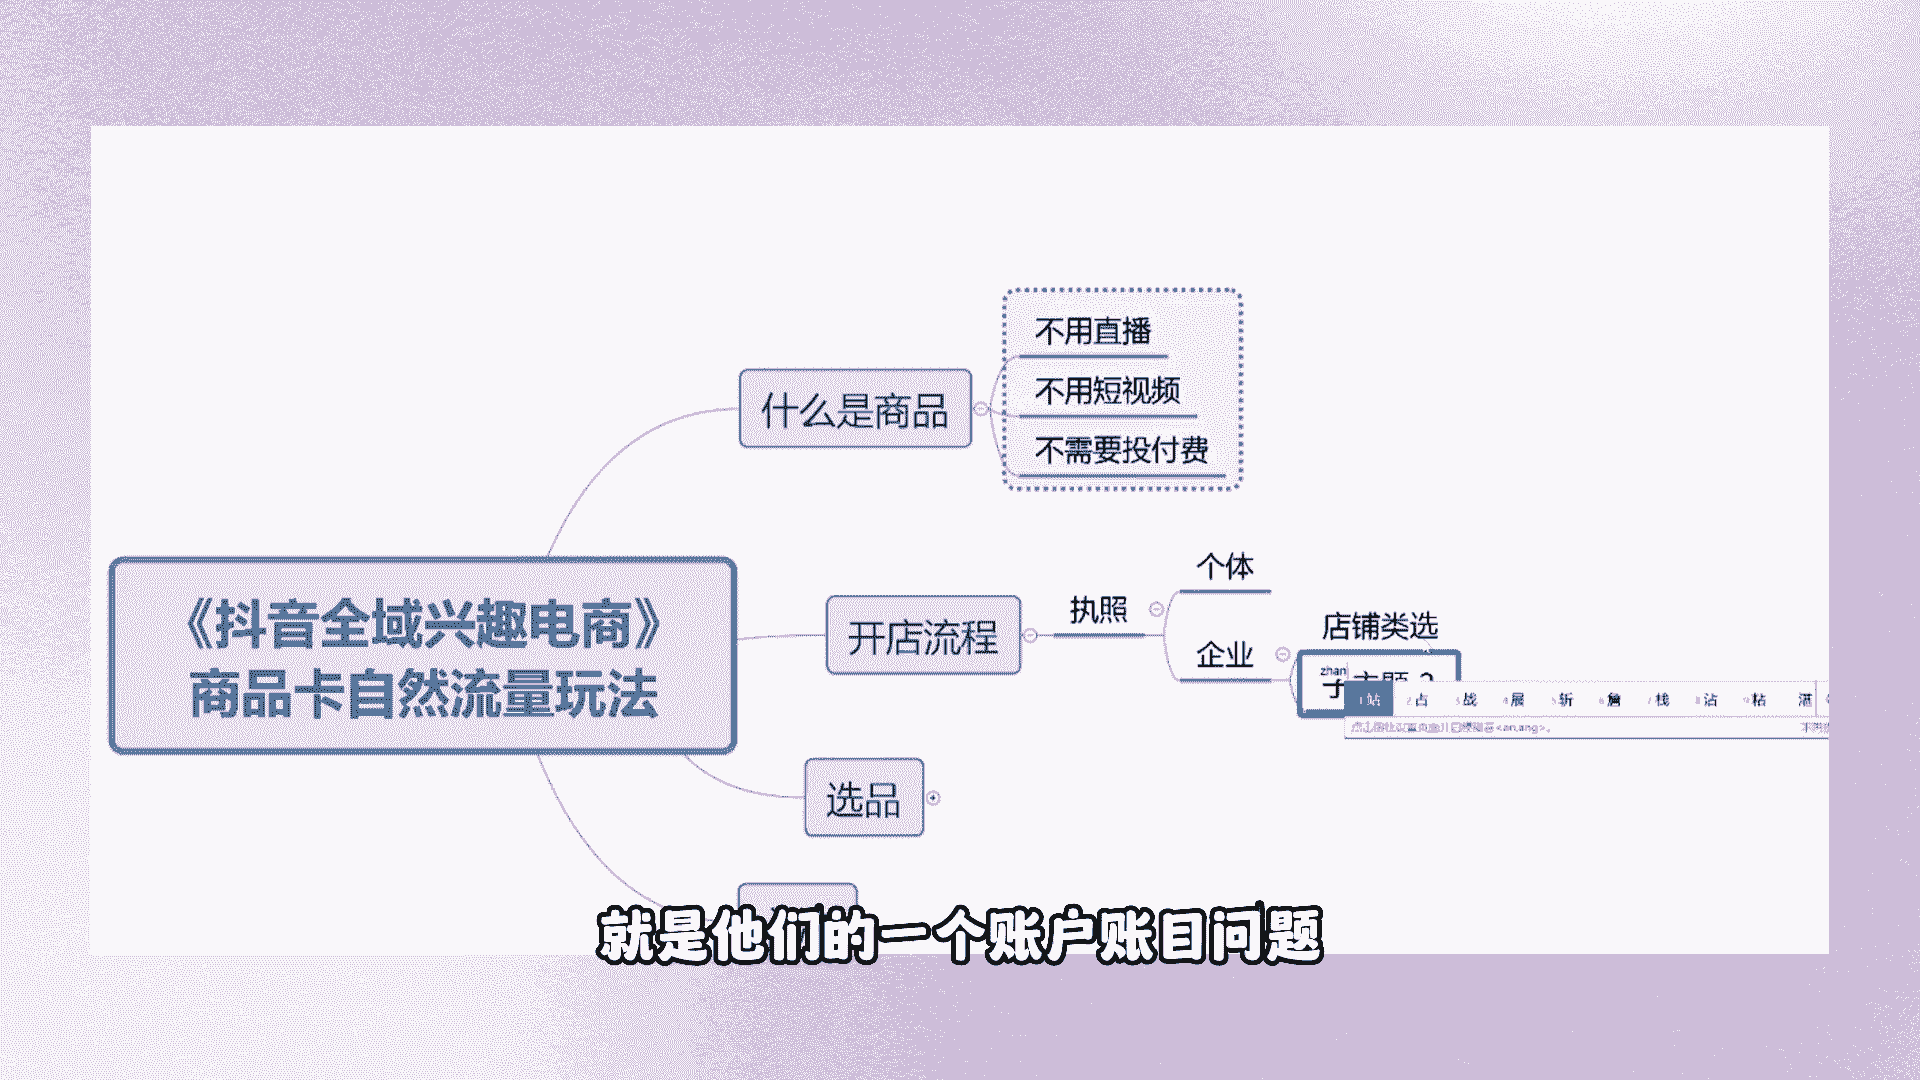 不用直播
不用短视频
不需要投付费
什么是商品
《抖音全域兴趣电商》
商品卡自然流量玩法
开店流程
执照
个体
企业
店铺类选
zhan
1站 2占 3战 4展 5斩 6詹 7栈 8沾 9粘 湛
选品
就是他们的一个账户账目问题